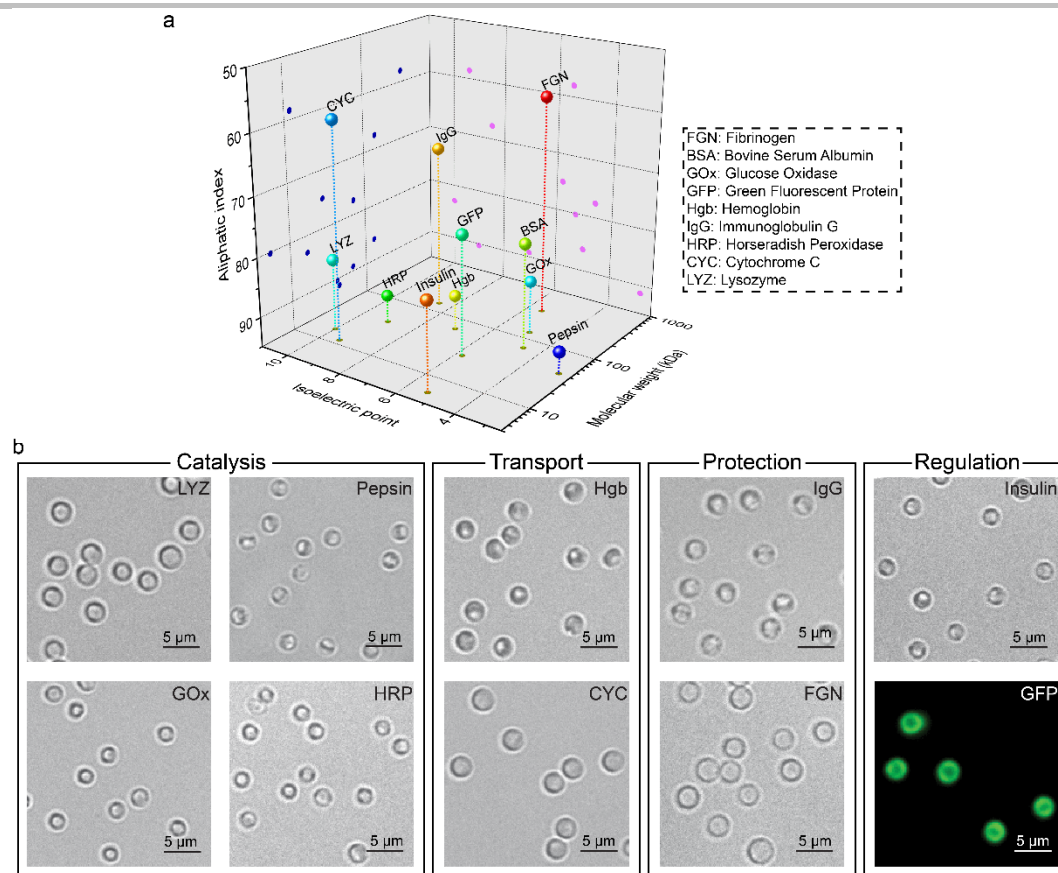 a
50
60
70
80
90
Aliphatic index
CYC
IgG
FGN
GFP
BSA
LYZ
HRP
Insulin
Hgb
GOx
Pepsin
10
8
6
4
Isoelectric point
10
100
1000
Molecular weight (kDa)
FGN: Fibrinogen
BSA: Bovine Serum Albumin
GOx: Glucose Oxidase
GFP: Green Fluorescent Protein
Hgb: Hemoglobin
IgG: Immunoglobulin G
HRP: Horseradish Peroxidase
CYC: Cytochrome C
LYZ: Lysozyme
b
Catalysis
Transport
Protection
Regulation
LYZ
5 µm
Pepsin
5 µm
Hgb
5 µm
IgG
5 µm
Insulin
5 µm
GOx
5 µm
HRP
5 µm
CYC
5 µm
FGN
5 µm
GFP
5 µm